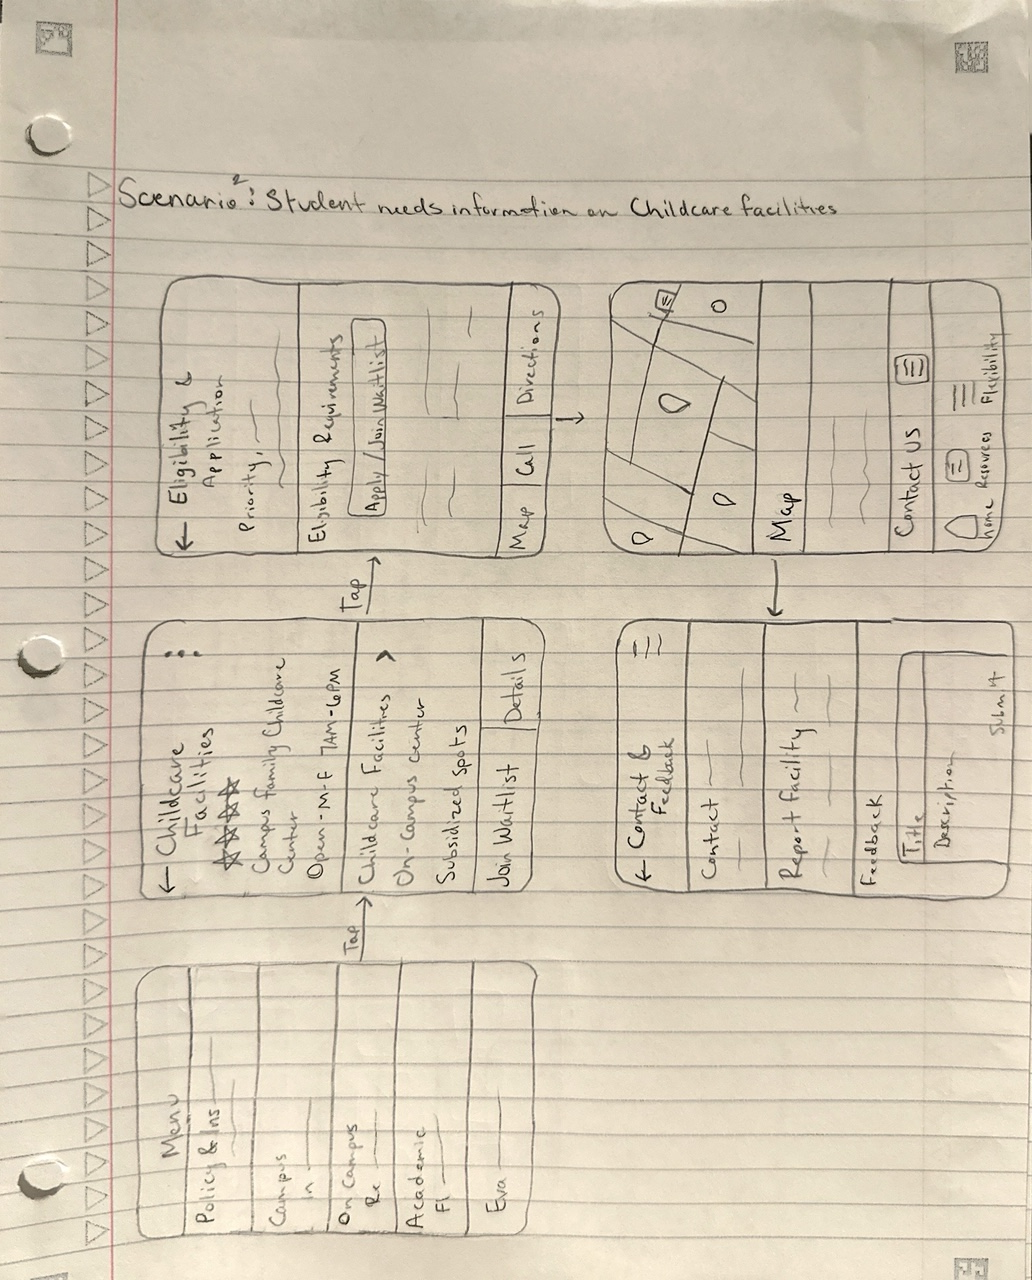 Scenario 2: Student needs information on Childcare facilities
Menu
Policy & Ins
Campus
In
On Campus
Re
Academic
Fl
Eva
Tap
← Childcare
Facilities
Campus Family Childcare
Center
Open - M-F 7AM-6PM
Childcare Facilities >
On-Campus Center
Subsidized Spots
Join Waitlist
Details
Tap
← Eligibility &
Application
Priority,
Eligibility Requirements
Apply/Join Waitlist
Map
Call
Directions
Map
Contact Us
home
Resources
Flexibility
← Contact &
Feedback
Contact
Report Facility
Feedback
Title
Description
Submit